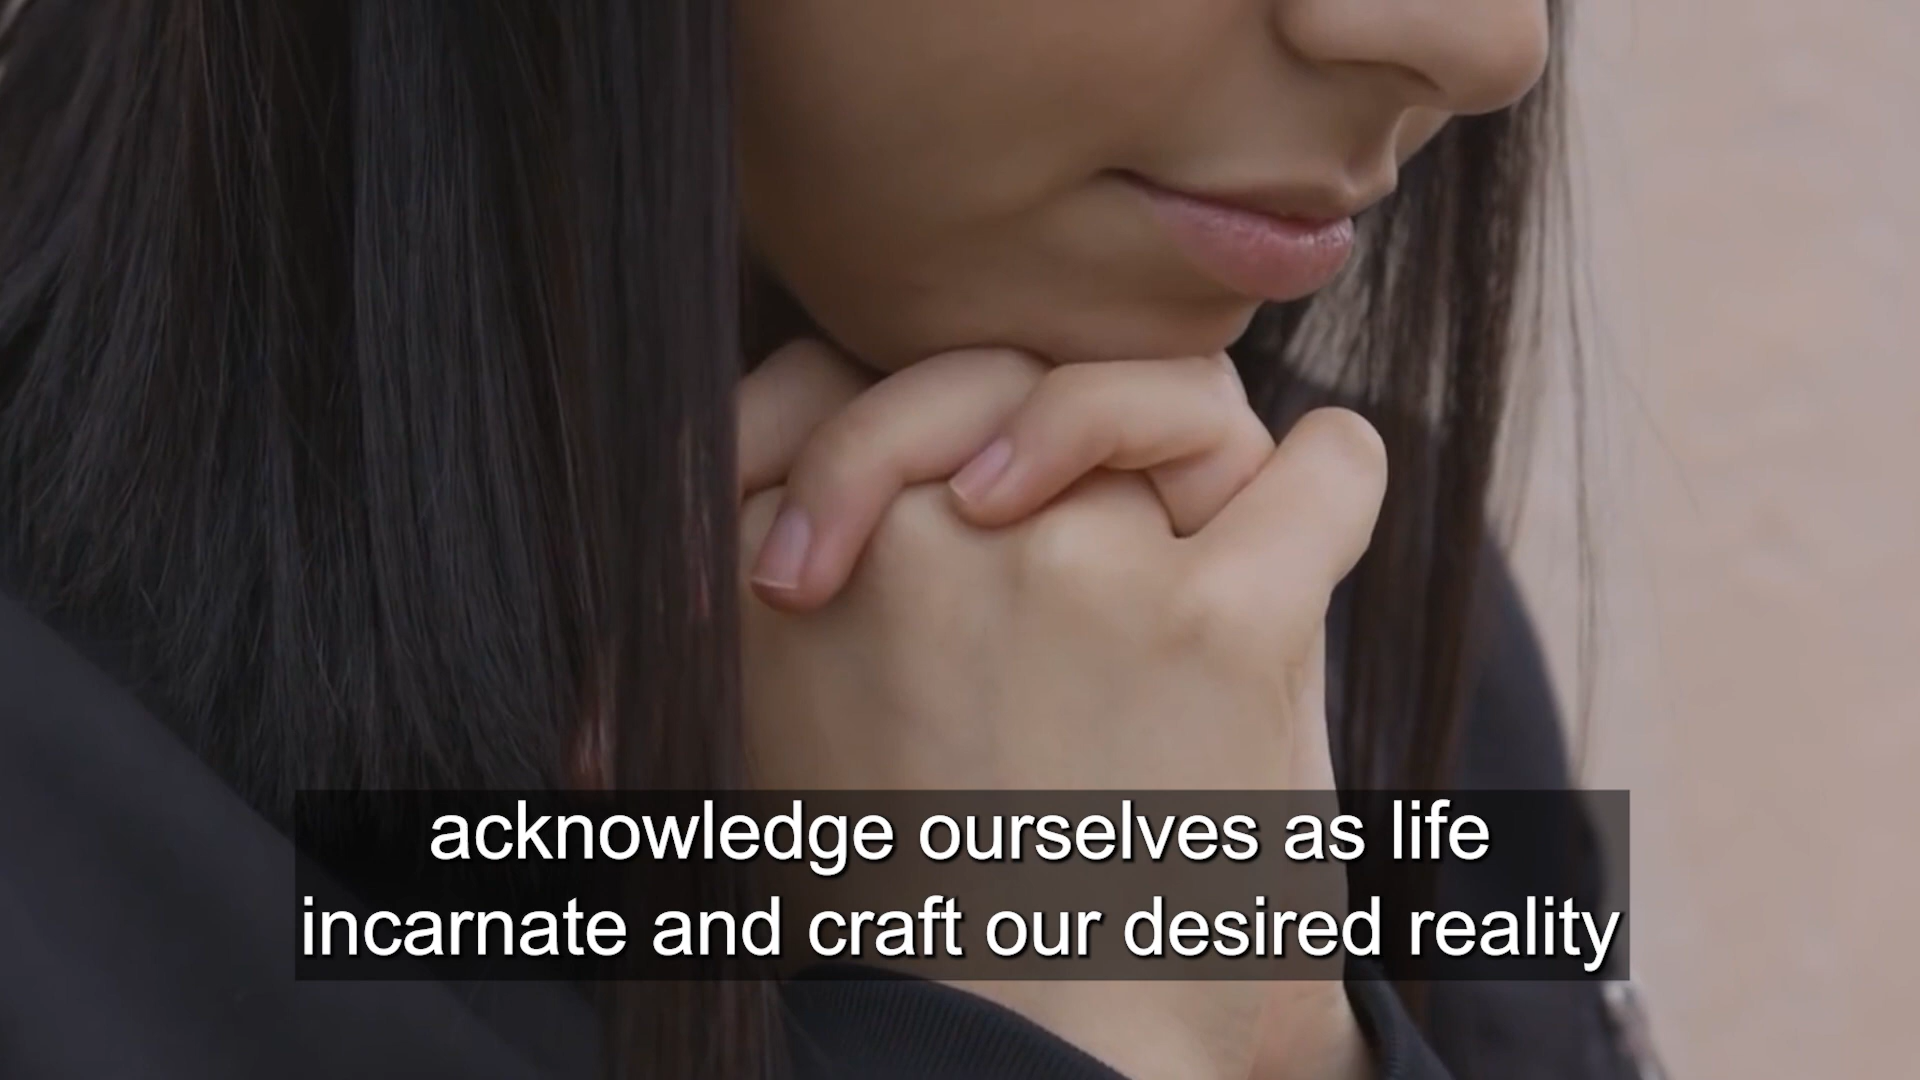 acknowledge ourselves as life
incarnate and craft our desired reality